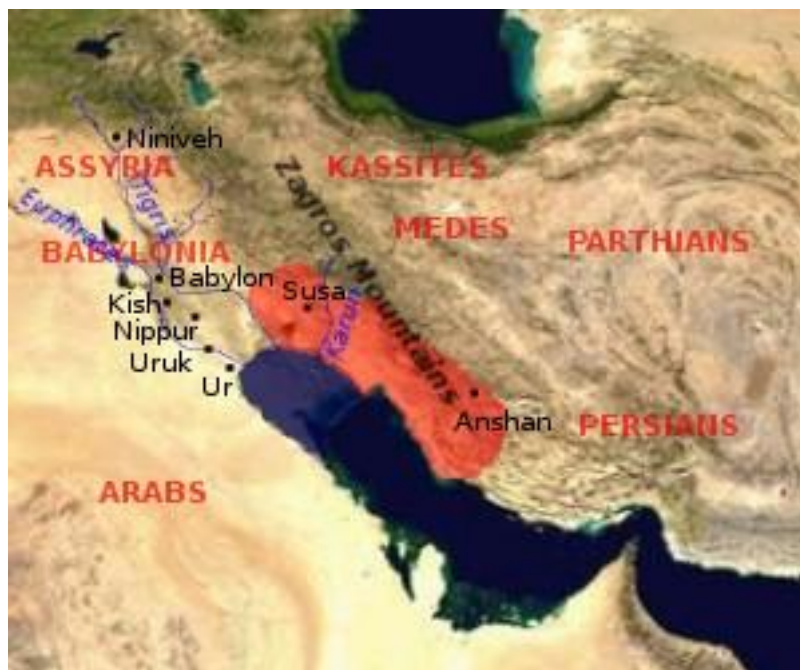 Niniveh
ASSYRIA
KASSITES
Zagros Mountains
Tigris
Euphrates
MEDES
PARTHIANS
BABYLONIA
Babylon
Susa
Kish
Karun
Nippur
Uruk
Ur
Anshan
PERSIANS
ARABS